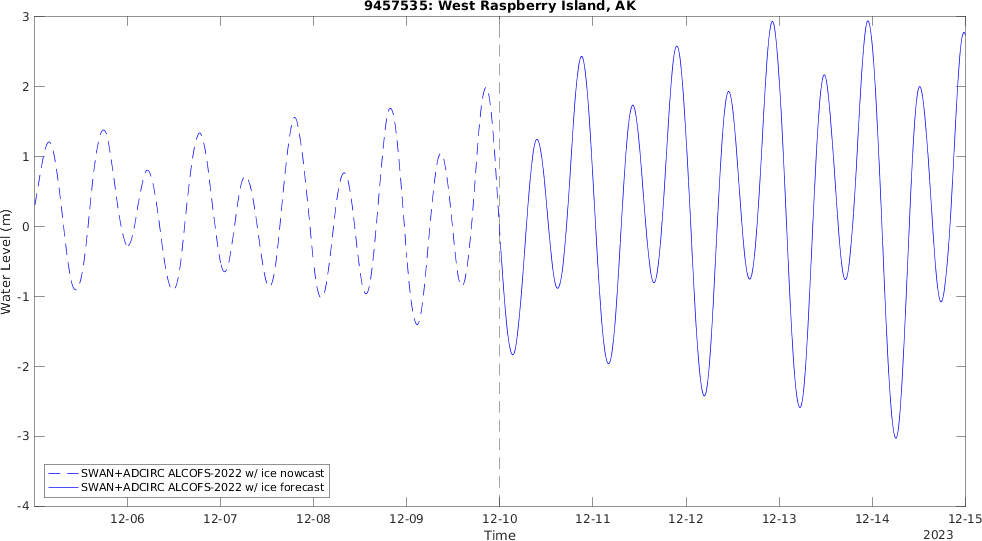 9457535: West Raspberry Island, AK
3
2
1
0
-1
-2
-3
-4
Water Level (m)
SWAN+ADCIRC ALCOFS-2022 w/ ice nowcast
SWAN+ADCIRC ALCOFS-2022 w/ ice forecast
12-06 12-07 12-08 12-09 12-10 12-11 12-12 12-13 12-14 12-15
Time
2023